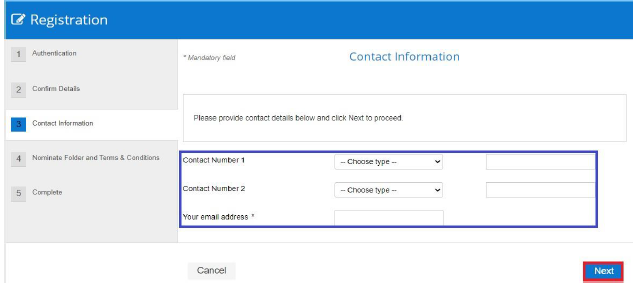 Registration
1 Authentication
2 Confirm Details
3 Contact Information
4 Nominate Folder and Terms & Conditions
5 Complete
* Mandatory field
Contact Information
Please provide contact details below and click Next to proceed.
Contact Number 1 -- Choose type --
Contact Number 2 -- Choose type --
Your email address *
Cancel
Next